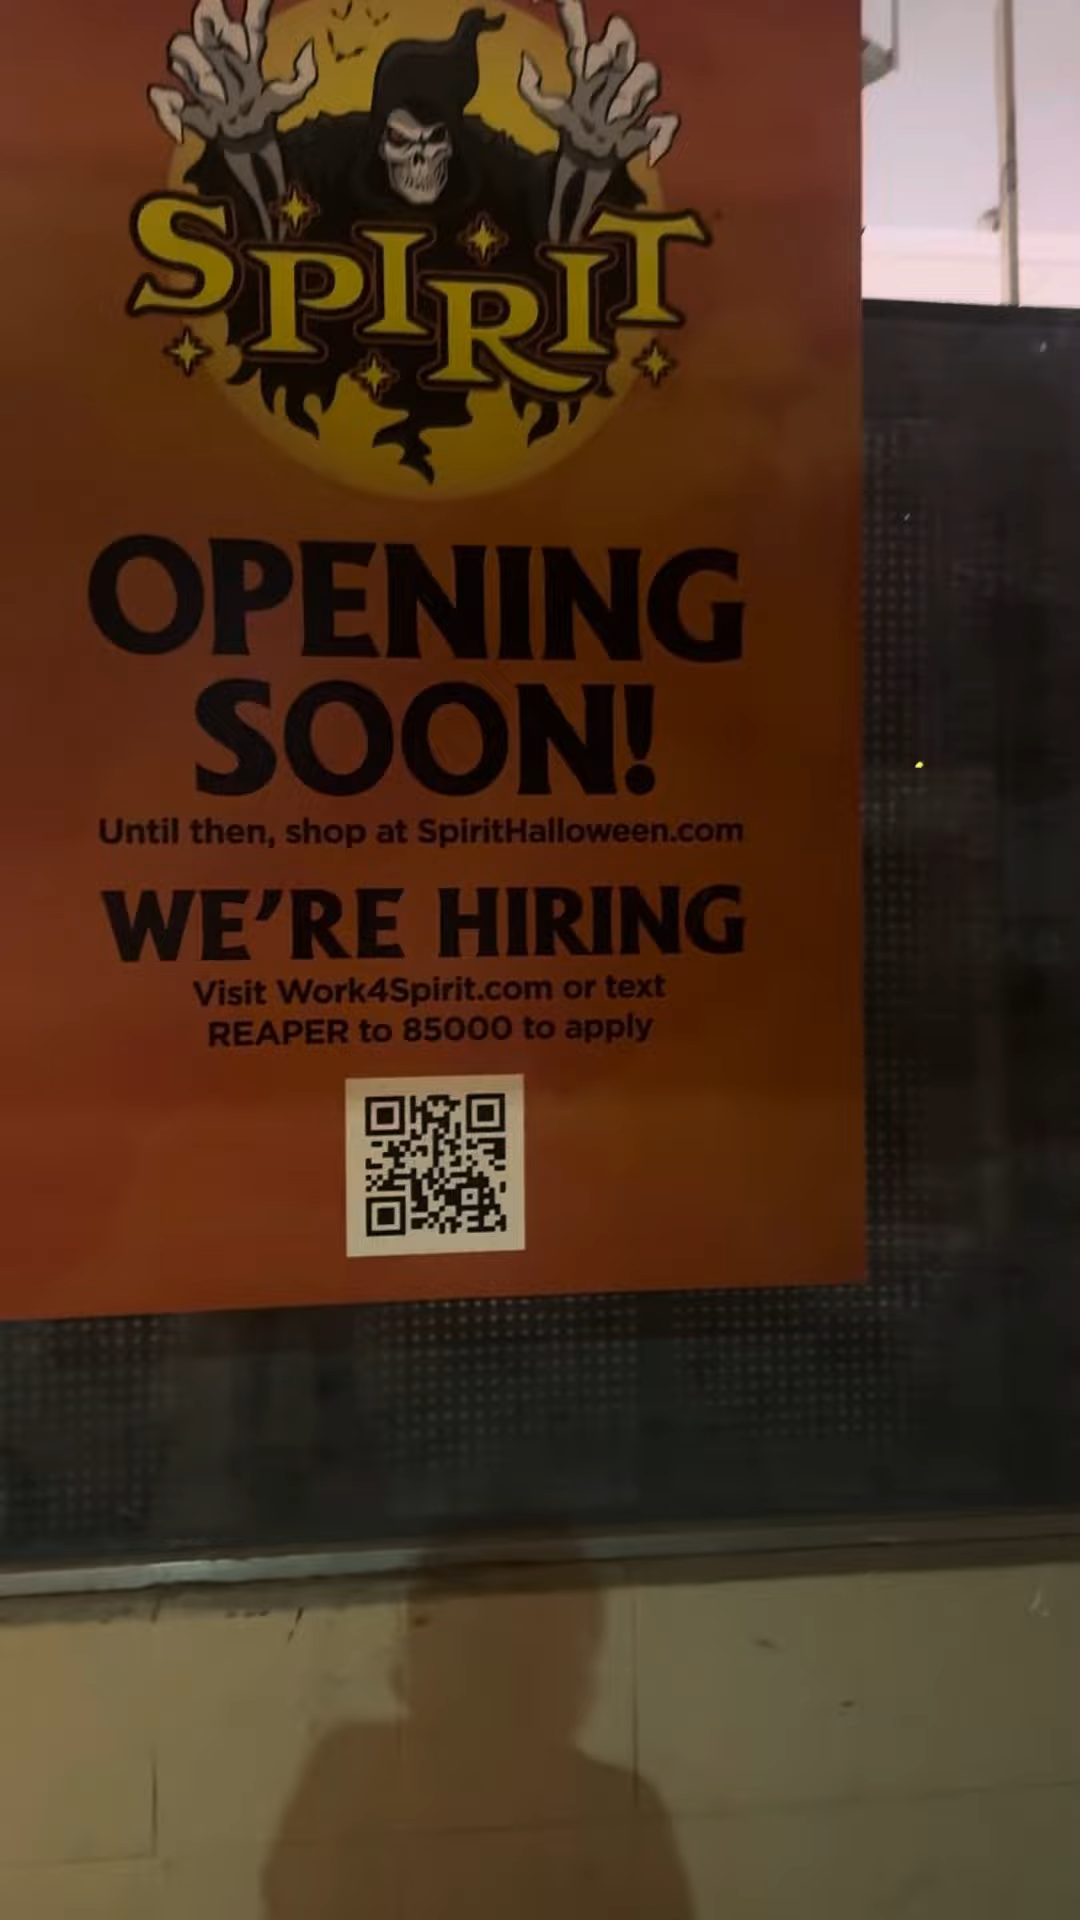 SPIRIT
OPENING
SOON!
Until then, shop at SpiritHalloween.com
WE'RE HIRING
Visit Work4Spirit.com or text
REAPER to 85000 to apply